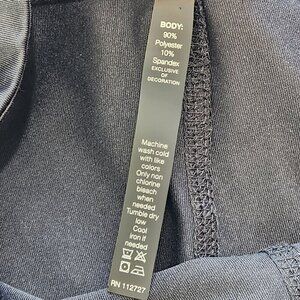 BODY:
90%
Polyester
10%
Spandex
EXCLUSIVE OF
DECORATION
Machine
wash cold
with like
colors
Only non
chlorine
bleach
when
needed
Tumble dry
low
Cool
iron if
needed
RN 112727